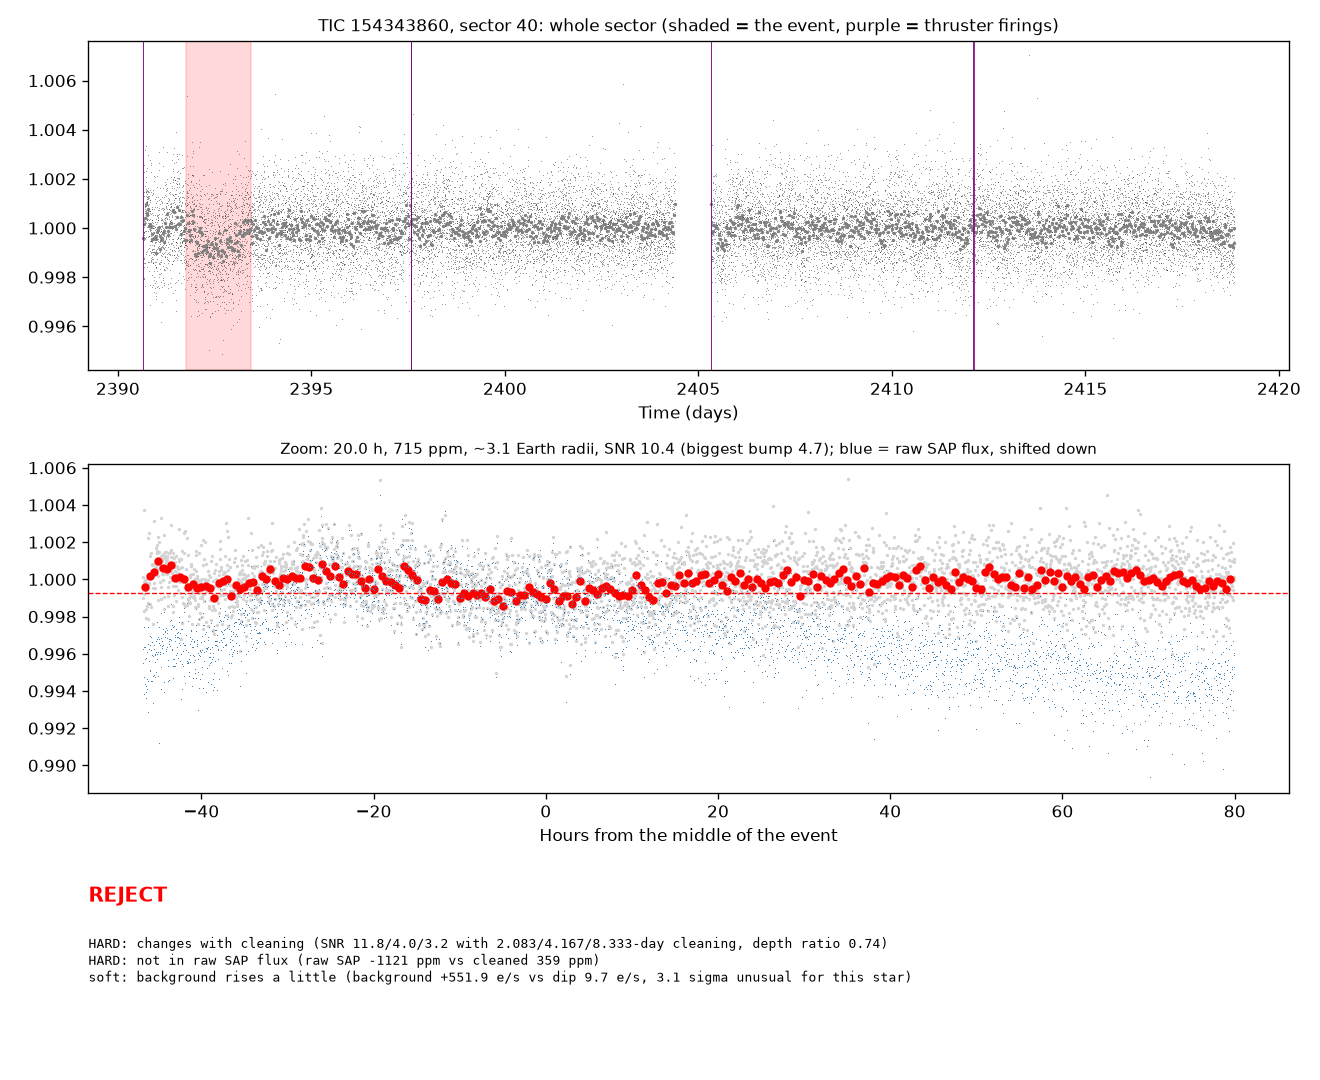 TIC 154343860, sector 40: whole sector (shaded = the event, purple = thruster firings)
1.006
1.004
1.002
1.000
0.998
0.996
2390 2395 2400 2405 2410 2415 2420
Time (days)
Zoom: 20.0 h, 715 ppm, ~3.1 Earth radii, SNR 10.4 (biggest bump 4.7); blue = raw SAP flux, shifted down
1.006
1.004
1.002
1.000
0.998
0.996
0.994
0.992
0.990
−40 −20 0 20 40 60 80
Hours from the middle of the event
REJECT
HARD: changes with cleaning (SNR 11.8/4.0/3.2 with 2.083/4.167/8.333-day cleaning, depth ratio 0.74)
HARD: not in raw SAP flux (raw SAP -1121 ppm vs cleaned 359 ppm)
soft: background rises a little (background +551.9 e/s vs dip 9.7 e/s, 3.1 sigma unusual for this star)